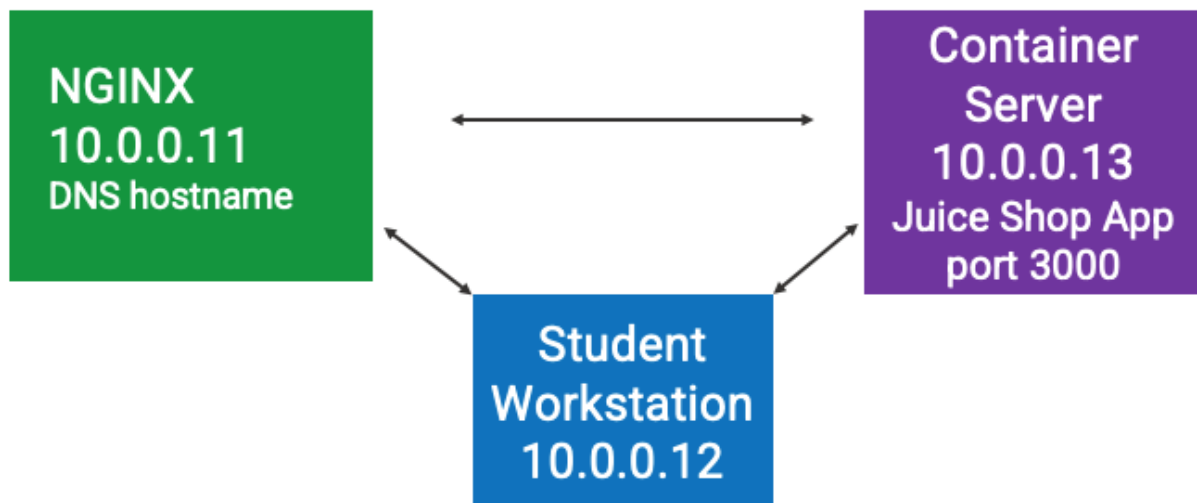 NGINX
10.0.0.11
DNS hostname
Container
Server
10.0.0.13
Juice Shop App
port 3000
Student
Workstation
10.0.0.12